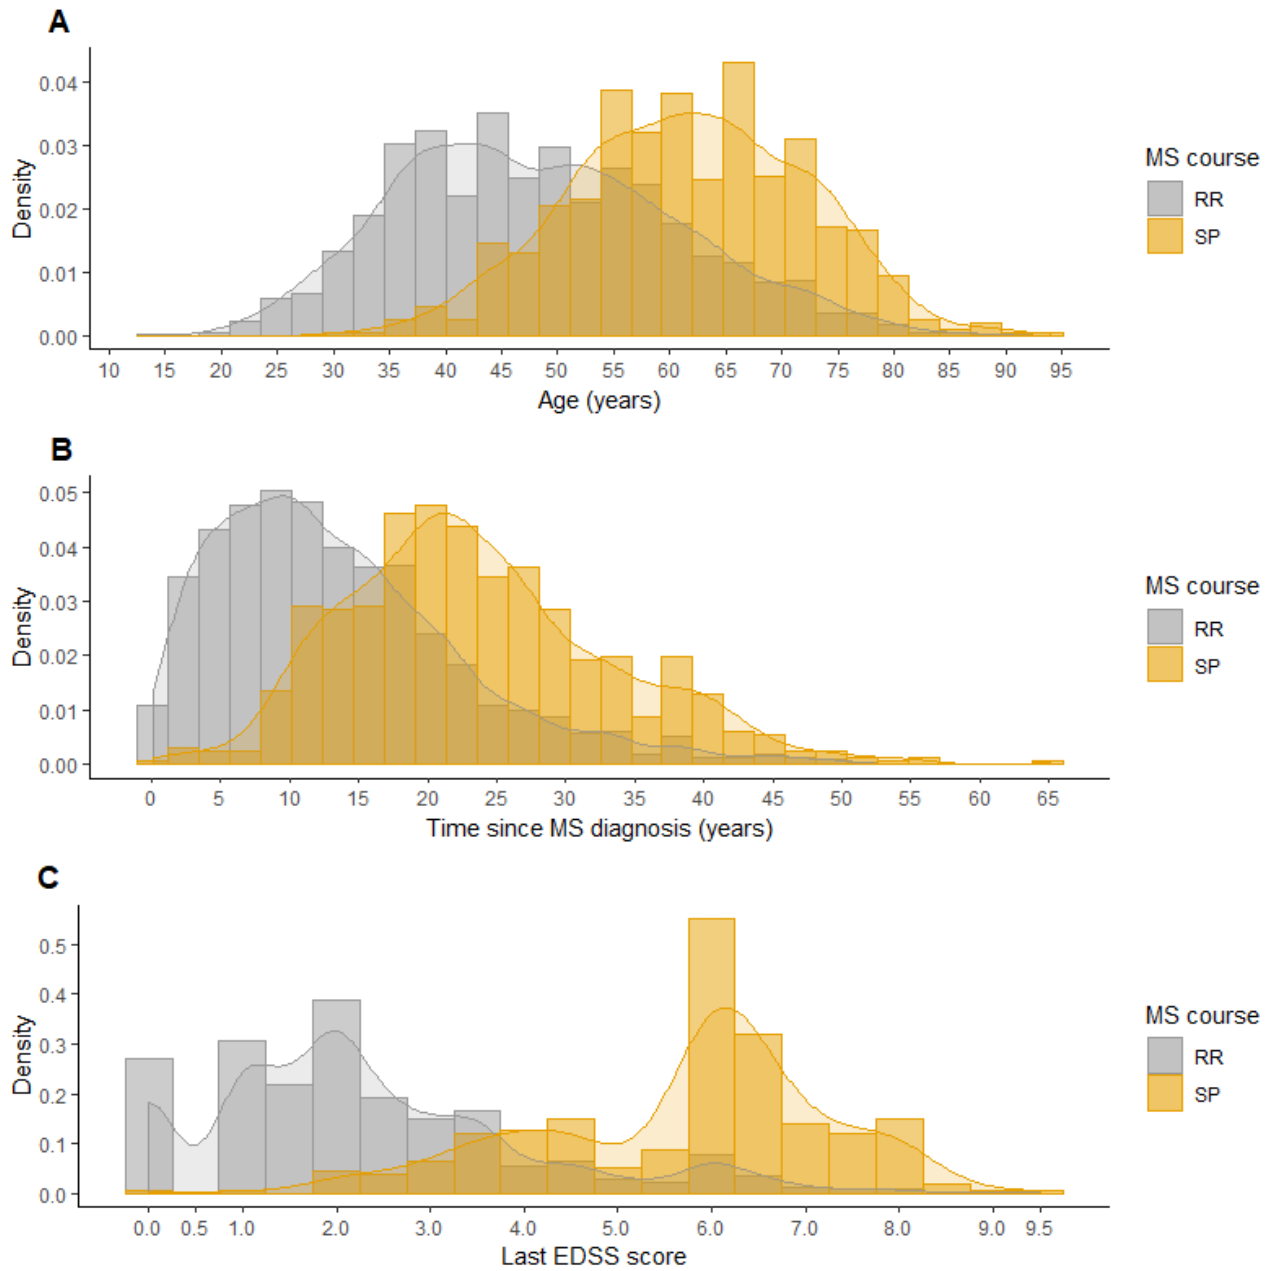 A
Density
0.04
0.03
0.02
0.01
0.00
10 15 20 25 30 35 40 45 50 55 60 65 70 75 80 85 90 95
Age (years)
MS course
RR
SP
B
Density
0.05
0.04
0.03
0.02
0.01
0.00
0 5 10 15 20 25 30 35 40 45 50 55 60 65
Time since MS diagnosis (years)
MS course
RR
SP
C
Density
0.5
0.4
0.3
0.2
0.1
0.0
0.0 0.5 1.0 2.0 3.0 4.0 5.0 6.0 7.0 8.0 9.0 9.5
Last EDSS score
MS course
RR
SP